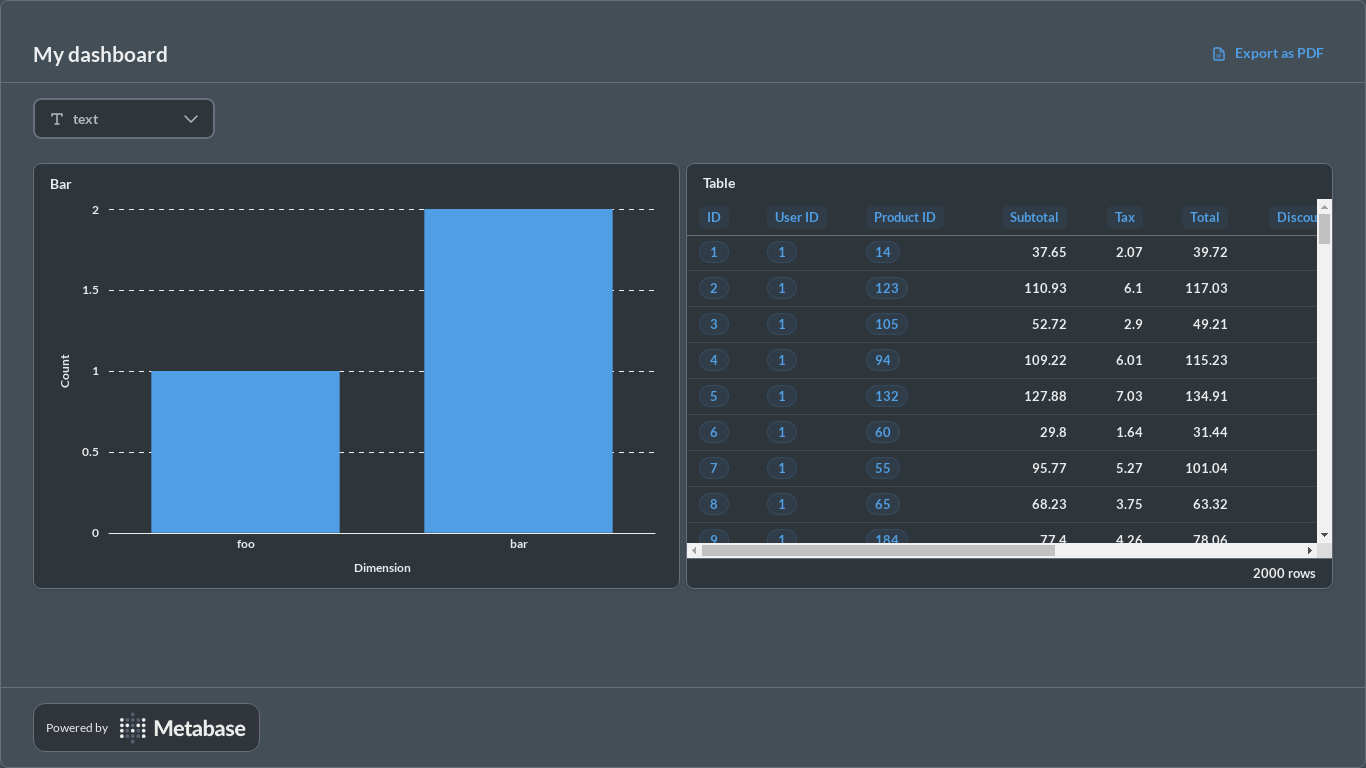 My dashboard
Export as PDF
text
Bar
2
1.5
1
0.5
0
Count
foo bar
Dimension
Table
ID User ID Product ID Subtotal Tax Total Discou
1 1 14 37.65 2.07 39.72
2 1 123 110.93 6.1 117.03
3 1 105 52.72 2.9 49.21
4 1 94 109.22 6.01 115.23
5 1 132 127.88 7.03 134.91
6 1 60 29.8 1.64 31.44
7 1 55 95.77 5.27 101.04
8 1 65 68.23 3.75 63.32
9 1 184 77.4 4.26 78.06
2000 rows
Powered by Metabase